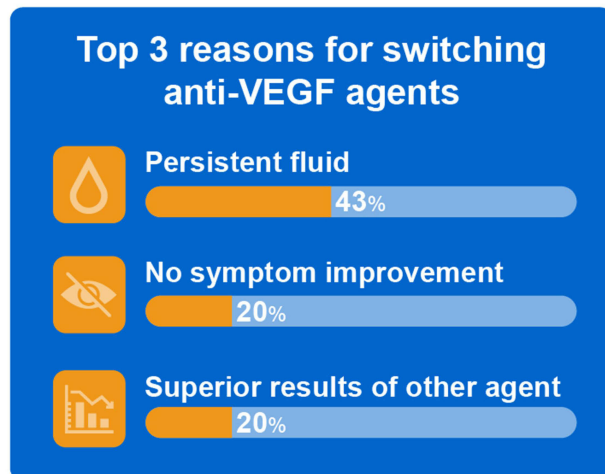 Top 3 reasons for switching
anti-VEGF agents
Persistent fluid
43%
No symptom improvement
20%
Superior results of other agent
20%